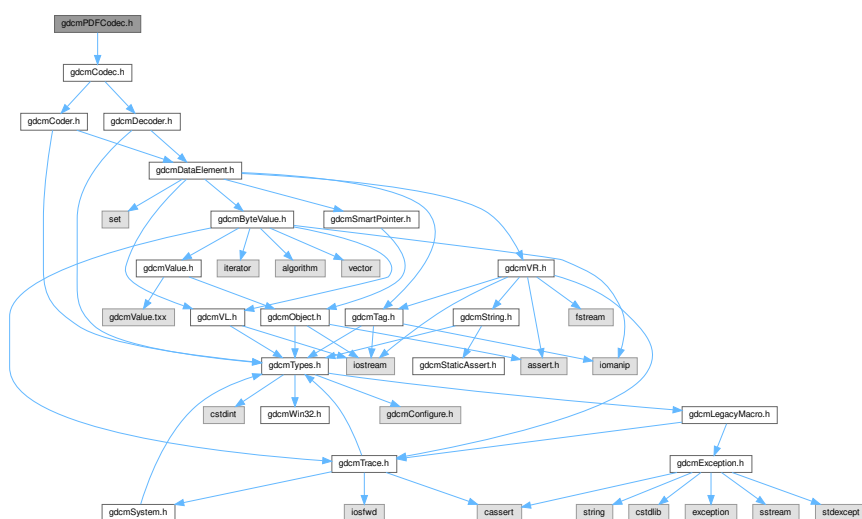 gdcmPDFCodec.h
gdcmCodec.h
gdcmCoder.h
gdcmDecoder.h
gdcmDataElement.h
set
gdcmByteValue.h
gdcmSmartPointer.h
gdcmValue.h
iterator
algorithm
vector
gdcmVR.h
gdcmValue.txx
gdcmVL.h
gdcmObject.h
gdcmTag.h
gdcmString.h
fstream
gdcmTypes.h
iostream
gdcmStaticAssert.h
assert.h
iomanip
cstdint
gdcmWin32.h
gdcmConfigure.h
gdcmLegacyMacro.h
gdcmTrace.h
gdcmException.h
gdcmSystem.h
iosfwd
cassert
string
cstdlib
exception
sstream
stdexcept